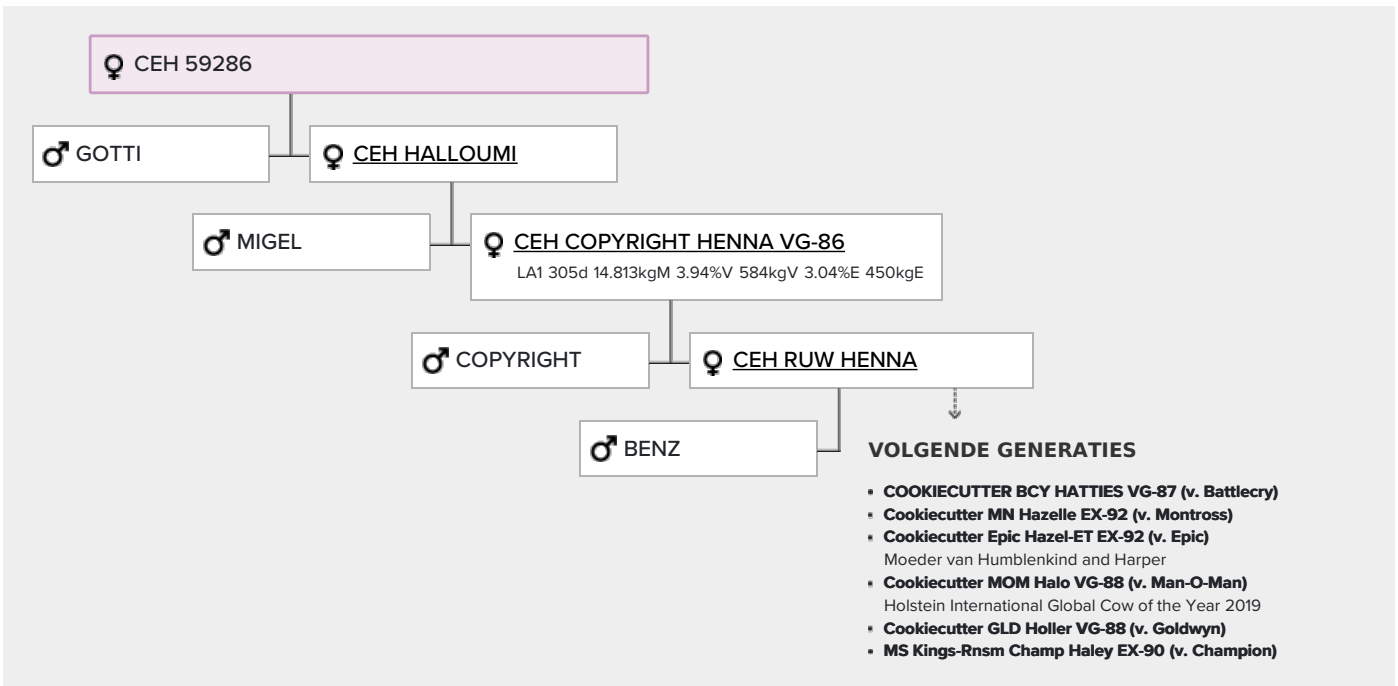 CEH 59286
GOTTI
CEH HALLOUMI
MIGEL
CEH COPYRIGHT HENNA VG-86
LA1 305d 14.813kgM 3.94%V 584kgV 3.04%E 450kgE
COPYRIGHT
CEH RUW HENNA
BENZ
VOLGENDE GENERATIES
COOKIECUTTER BCY HATTIES VG-87 (v. Battlecry)
Cookiecutter MN Hazelle EX-92 (v. Montross)
Cookiecutter Epic Hazel-ET EX-92 (v. Epic)
Moeder van Humblenkind and Harper
Cookiecutter MOM Halo VG-88 (v. Man-O-Man)
Holstein International Global Cow of the Year 2019
Cookiecutter GLD Holler VG-88 (v. Goldwyn)
MS Kings-Rnsm Champ Haley EX-90 (v. Champion)